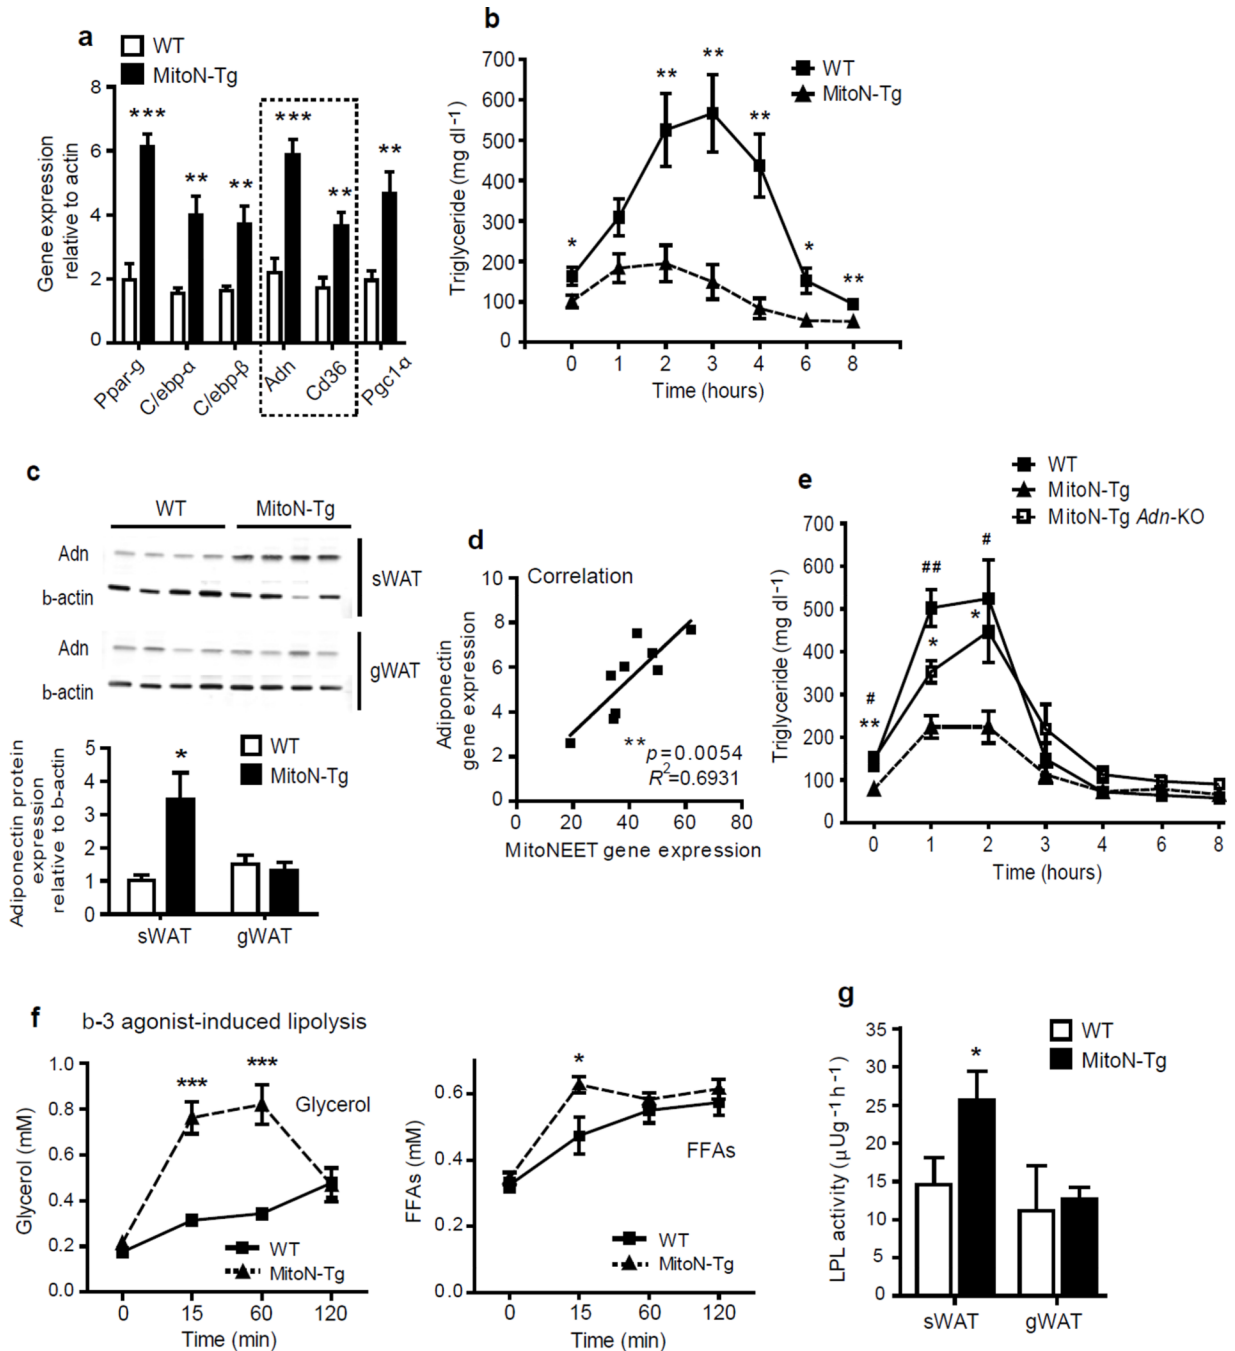 a
WT
MitoN-Tg
Gene expression
relative to actin
8
6
4
2
0
***
**
**
***
**
**
Ppar-g
C/ebp-α
C/ebp-β
Adn
Cd36
Pgc1-α
b
WT
MitoN-Tg
Triglyceride (mg dl⁻¹)
700
600
500
400
300
200
100
0
*
**
**
**
*
**
0 1 2 3 4 6 8
Time (hours)
c
WT MitoN-Tg
Adn
b-actin
sWAT
Adn
b-actin
gWAT
WT
MitoN-Tg
Adiponectin protein
expression
relative to b-actin
5
4
3
2
1
0
*
sWAT gWAT
d
Correlation
Adiponectin
gene expression
10
8
6
4
2
0
**
p=0.0054
R²=0.6931
0 20 40 60 80
MitoNEET gene expression
e
WT
MitoN-Tg
MitoN-Tg Adn-KO
Triglyceride (mg dl⁻¹)
700
600
500
400
300
200
100
0
#
**
##
*
#
*
0 1 2 3 4 6 8
Time (hours)
f
b-3 agonist-induced lipolysis
Glycerol (mM)
1.0
0.8
0.6
0.4
0.2
0.0
***
***
Glycerol
WT
MitoN-Tg
0 15 60 120
Time (min)
FFAs (mM)
0.6
0.4
0.2
0.0
*
FFAs
WT
MitoN-Tg
0 15 60 120
Time (min)
g
WT
MitoN-Tg
LPL activity (µUg⁻¹h⁻¹)
35
30
25
20
15
10
5
0
*
sWAT gWAT